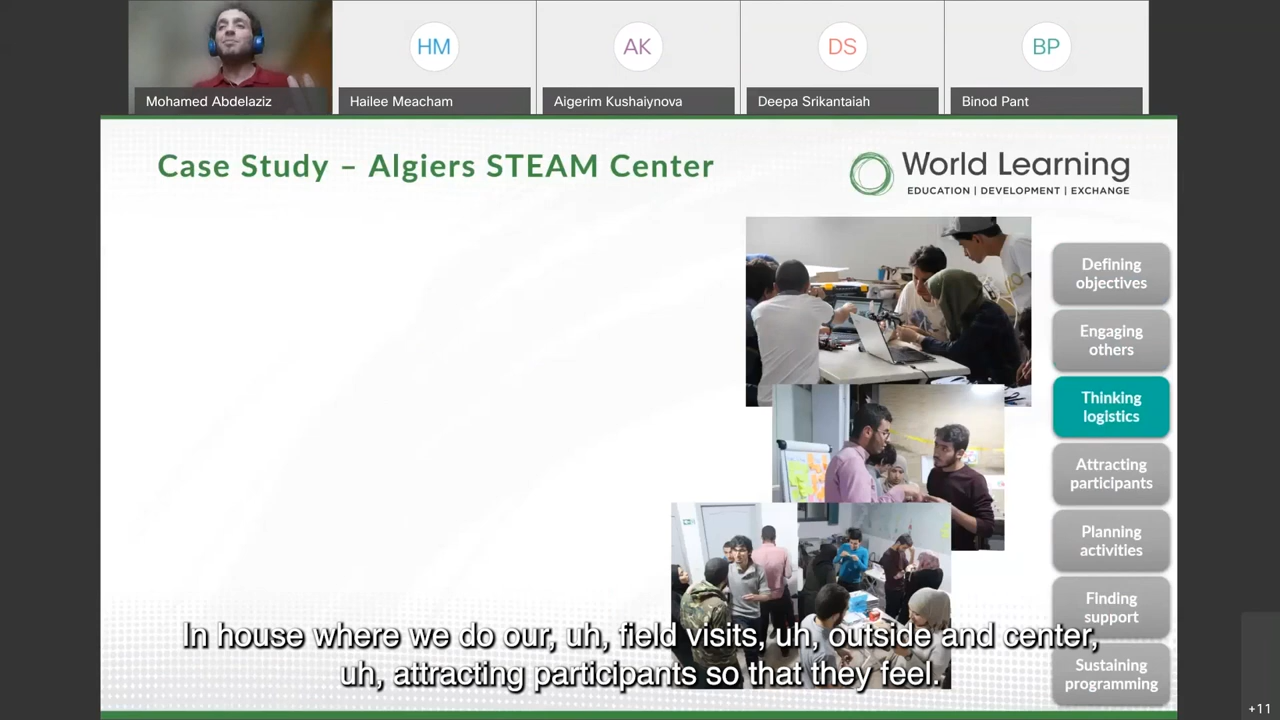 HM
AK
DS
BP
Mohamed Abdelaziz
Hailee Meacham
Aigerim Kushaiynova
Deepa Srikantaiah
Binod Pant
Case Study – Algiers STEAM Center
World Learning
EDUCATION | DEVELOPMENT | EXCHANGE
Defining
objectives
Engaging
others
Thinking
logistics
Attracting
participants
Planning
activities
Finding
support
Sustaining
programming
In house where we do our, uh, field visits, uh, outside and center,
uh, attracting participants so that they feel.
+11